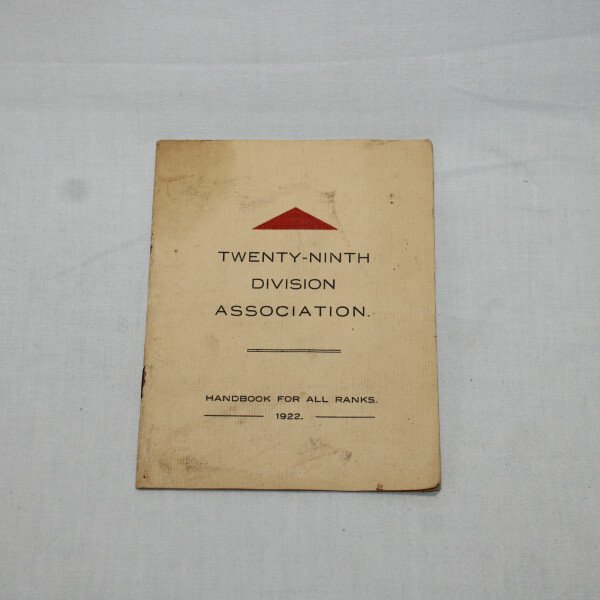 TWENTY-NINTH
DIVISION
ASSOCIATION.
HANDBOOK FOR ALL RANKS.
1922.